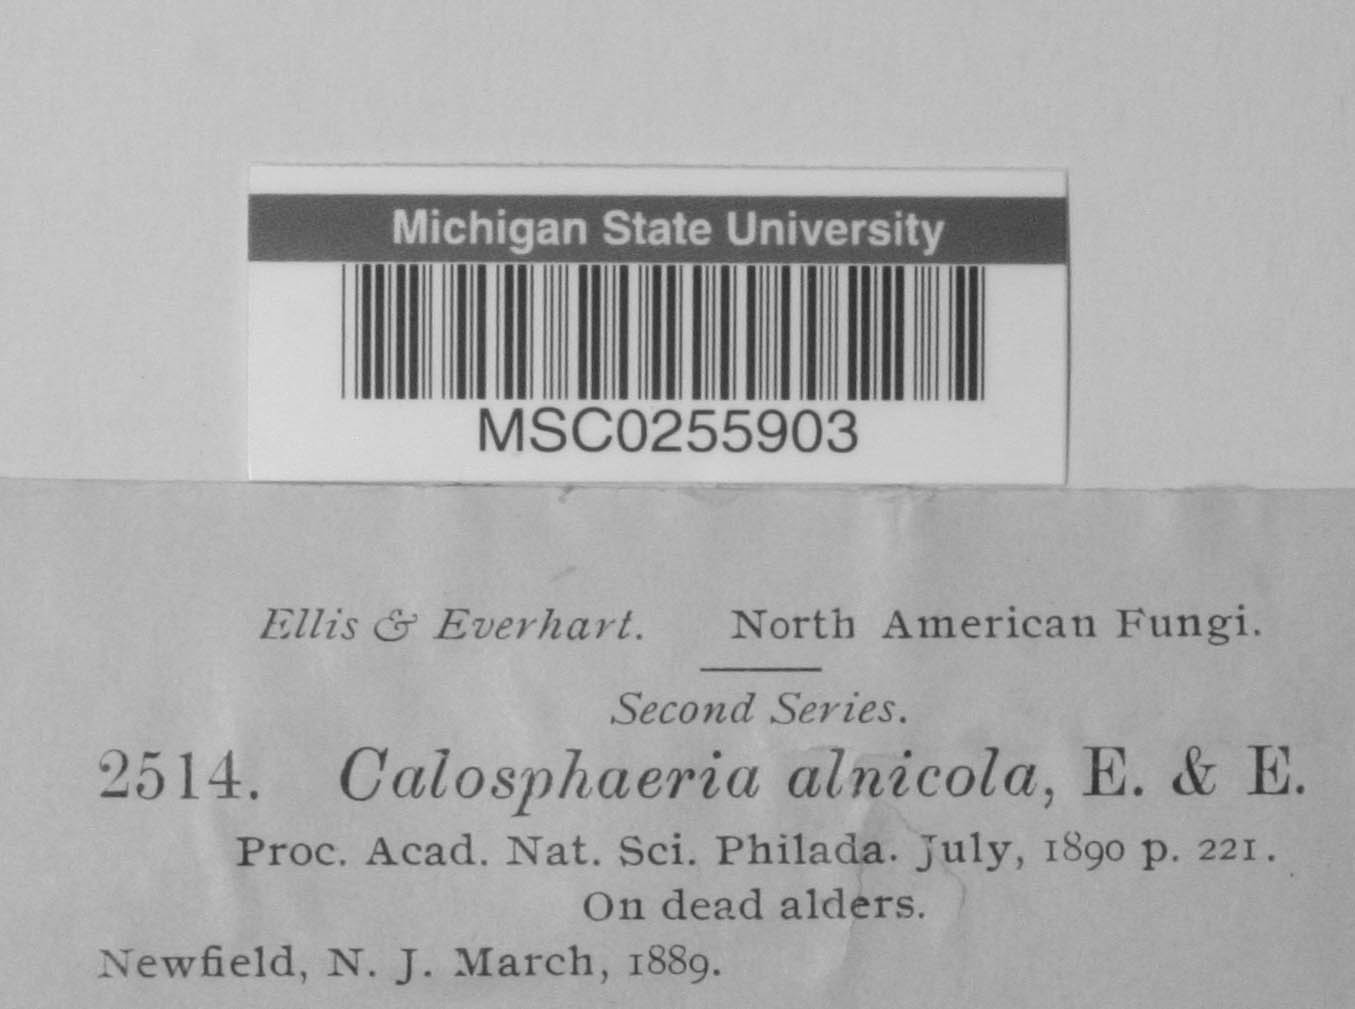 Michigan State University
MSC0255903
Ellis & Everhart. North American Fungi.
Second Series.
2514. Calosphaeria alnicola, E. & E.
Proc. Acad. Nat. Sci. Philada. July, 1890 p. 221.
On dead alders.
Newfield, N. J. March, 1889.